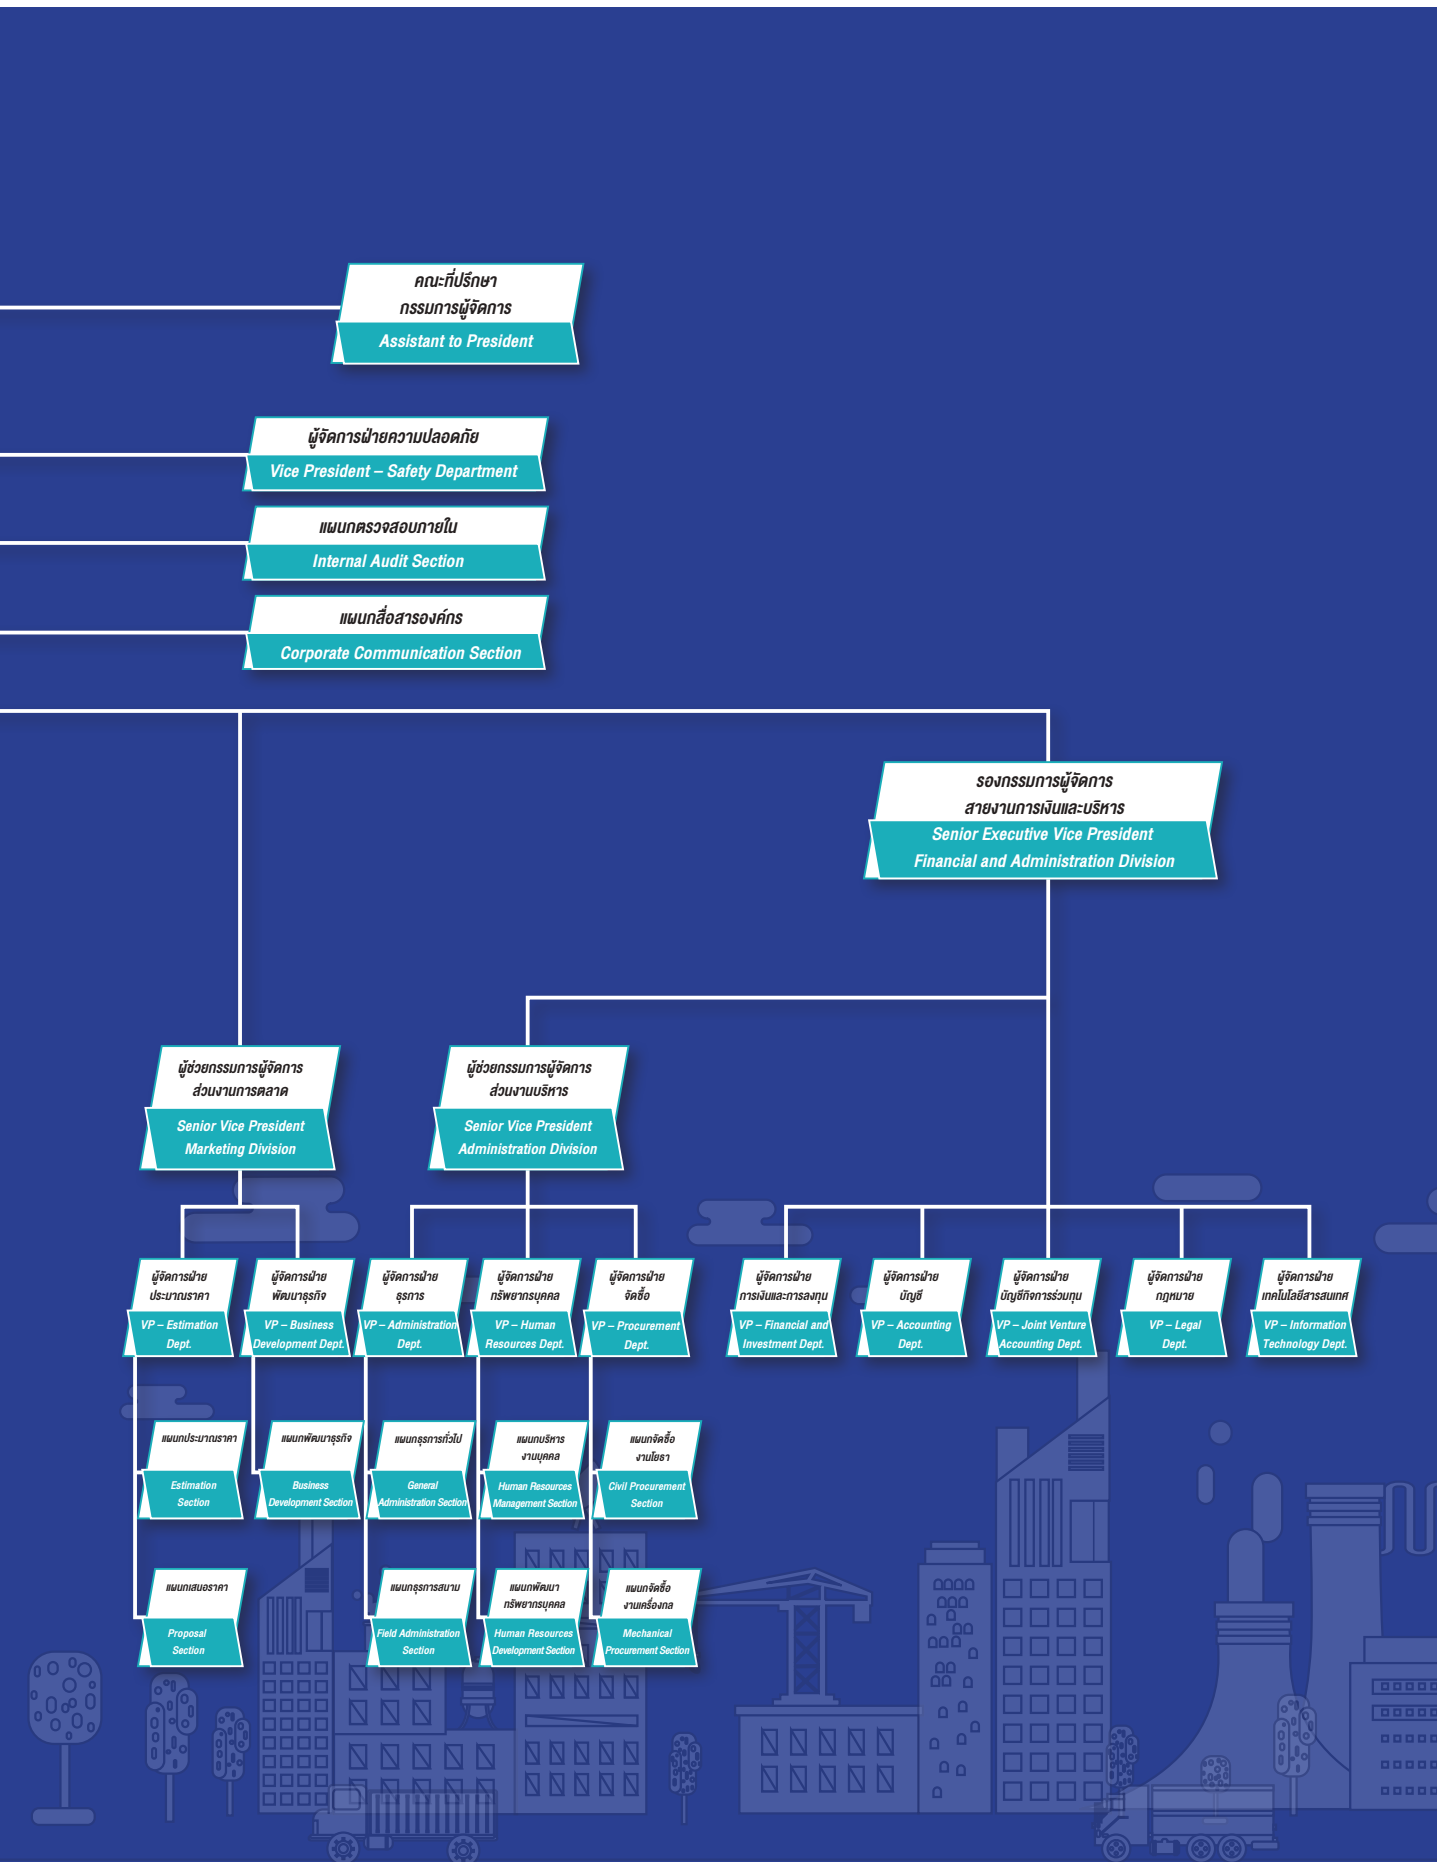 คณะที่ปรึกษา
กรรมการผู้จัดการ
Assistant to President
ผู้จัดการฝ่ายความปลอดภัย
Vice President – Safety Department
แผนกตรวจสอบภายใน
Internal Audit Section
แผนกสื่อสารองค์กร
Corporate Communication Section
รองกรรมการผู้จัดการ
สายงานการเงินและบริหาร
Senior Executive Vice President
Financial and Administration Division
ผู้ช่วยกรรมการผู้จัดการ
ส่วนงานการตลาด
Senior Vice President
Marketing Division
ผู้ช่วยกรรมการผู้จัดการ
ส่วนงานบริหาร
Senior Vice President
Administration Division
ผู้จัดการฝ่าย
ประมาณราคา
VP – Estimation
Dept.
ผู้จัดการฝ่าย
พัฒนาธุรกิจ
VP – Business
Development Dept.
ผู้จัดการฝ่าย
ธุรการ
VP – Administration
Dept.
ผู้จัดการฝ่าย
ทรัพยากรบุคคล
VP – Human
Resources Dept.
ผู้จัดการฝ่าย
จัดซื้อ
VP – Procurement
Dept.
ผู้จัดการฝ่าย
การเงินและการลงทุน
VP – Financial and
Investment Dept.
ผู้จัดการฝ่าย
บัญชี
VP – Accounting
Dept.
ผู้จัดการฝ่าย
บัญชีกิจการร่วมทุน
VP – Joint Venture
Accounting Dept.
ผู้จัดการฝ่าย
กฎหมาย
VP – Legal
Dept.
ผู้จัดการฝ่าย
เทคโนโลยีสารสนเทศ
VP – Information
Technology Dept.
แผนกประมาณราคา
Estimation
Section
แผนกพัฒนาธุรกิจ
Business
Development Section
แผนกธุรการทั่วไป
General
Administration Section
แผนกบริหาร
งานบุคคล
Human Resources
Management Section
แผนกจัดซื้อ
งานโยธา
Civil Procurement
Section
แผนกเสนอราคา
Proposal
Section
แผนกธุรการสนาม
Field Administration
Section
แผนกพัฒนา
ทรัพยากรบุคคล
Human Resources
Development Section
แผนกจัดซื้อ
งานเครื่องกล
Mechanical
Procurement Section